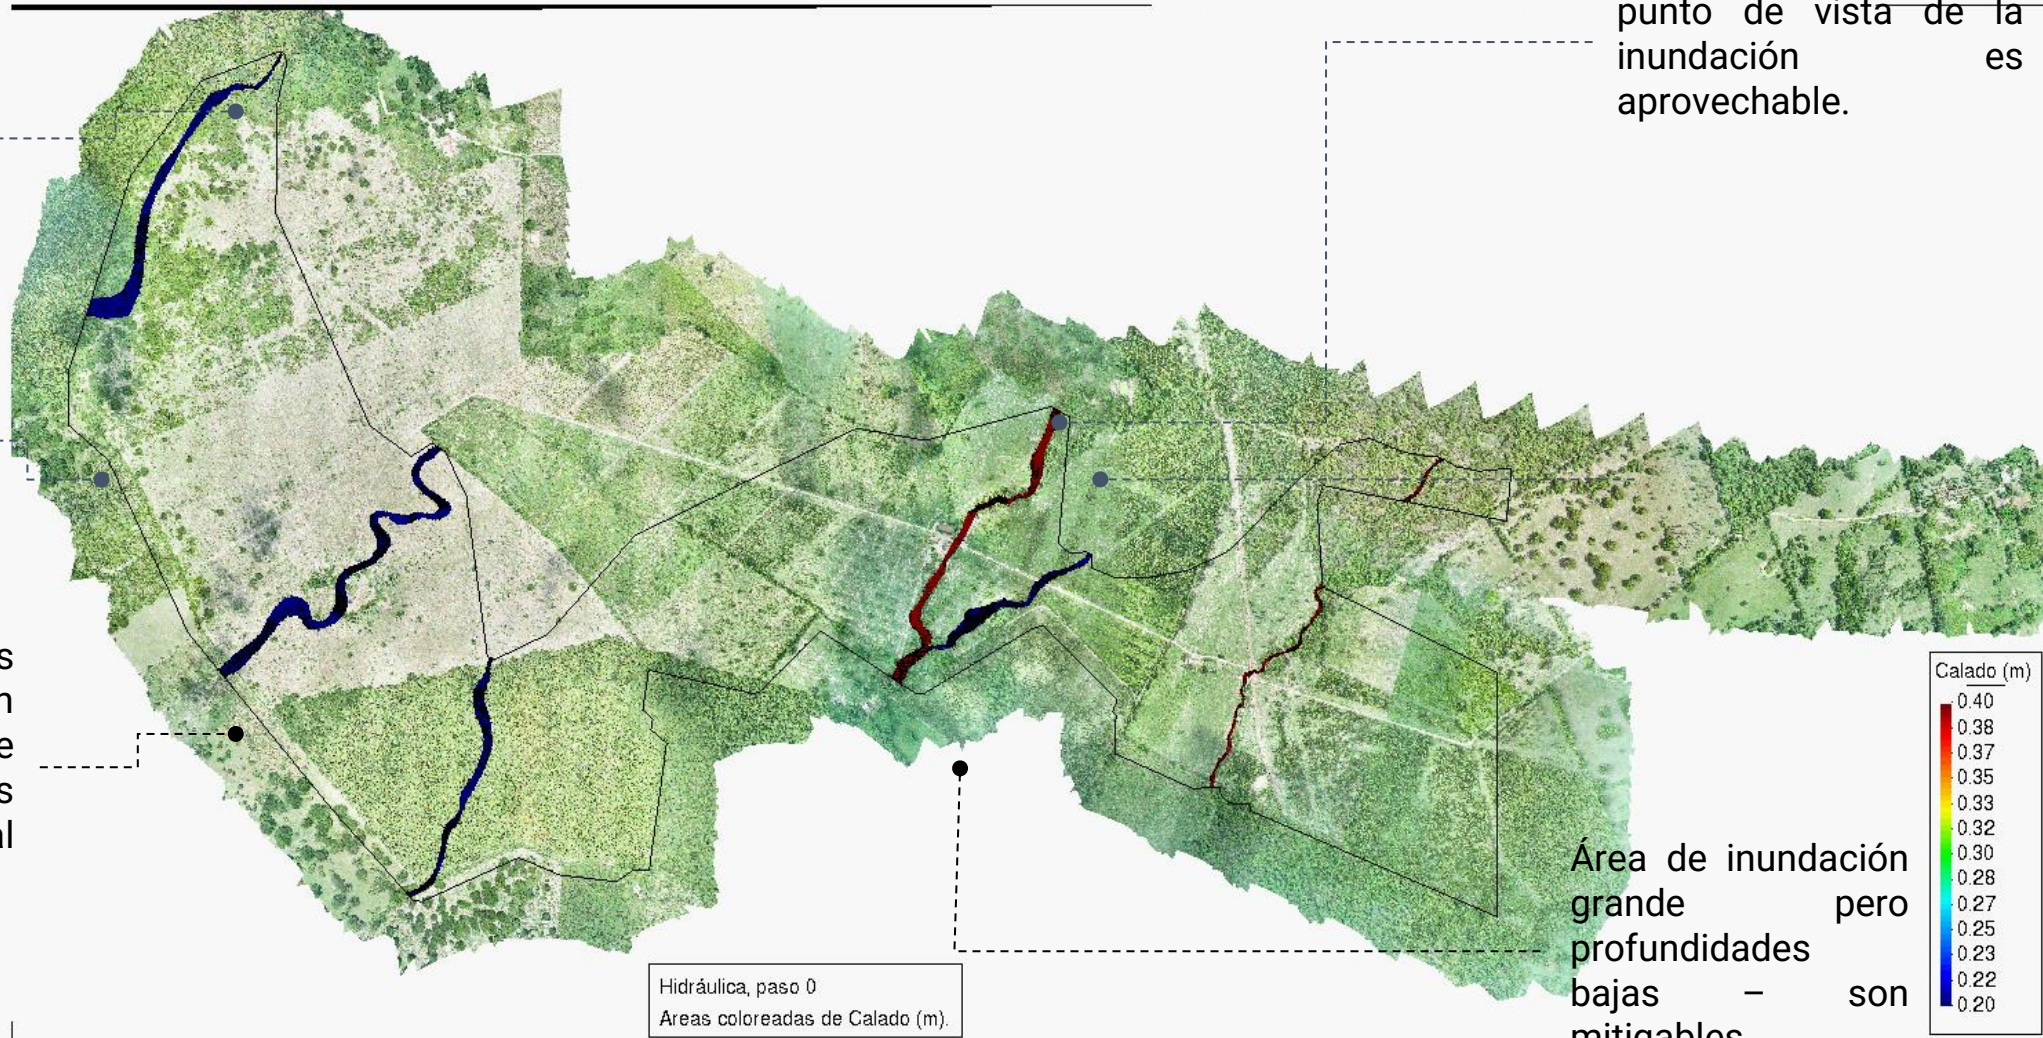 punto de vista de la
inundación es
aprovechable.
s
n
e
s
al
Calado (m)
0.40
0.38
0.37
0.35
0.33
0.32
0.30
0.28
0.27
0.25
0.23
0.22
0.20
Área de inundación
grande pero
profundidades
bajas – son
mitigables
Hidráulica, paso 0
Areas coloreadas de Calado (m).